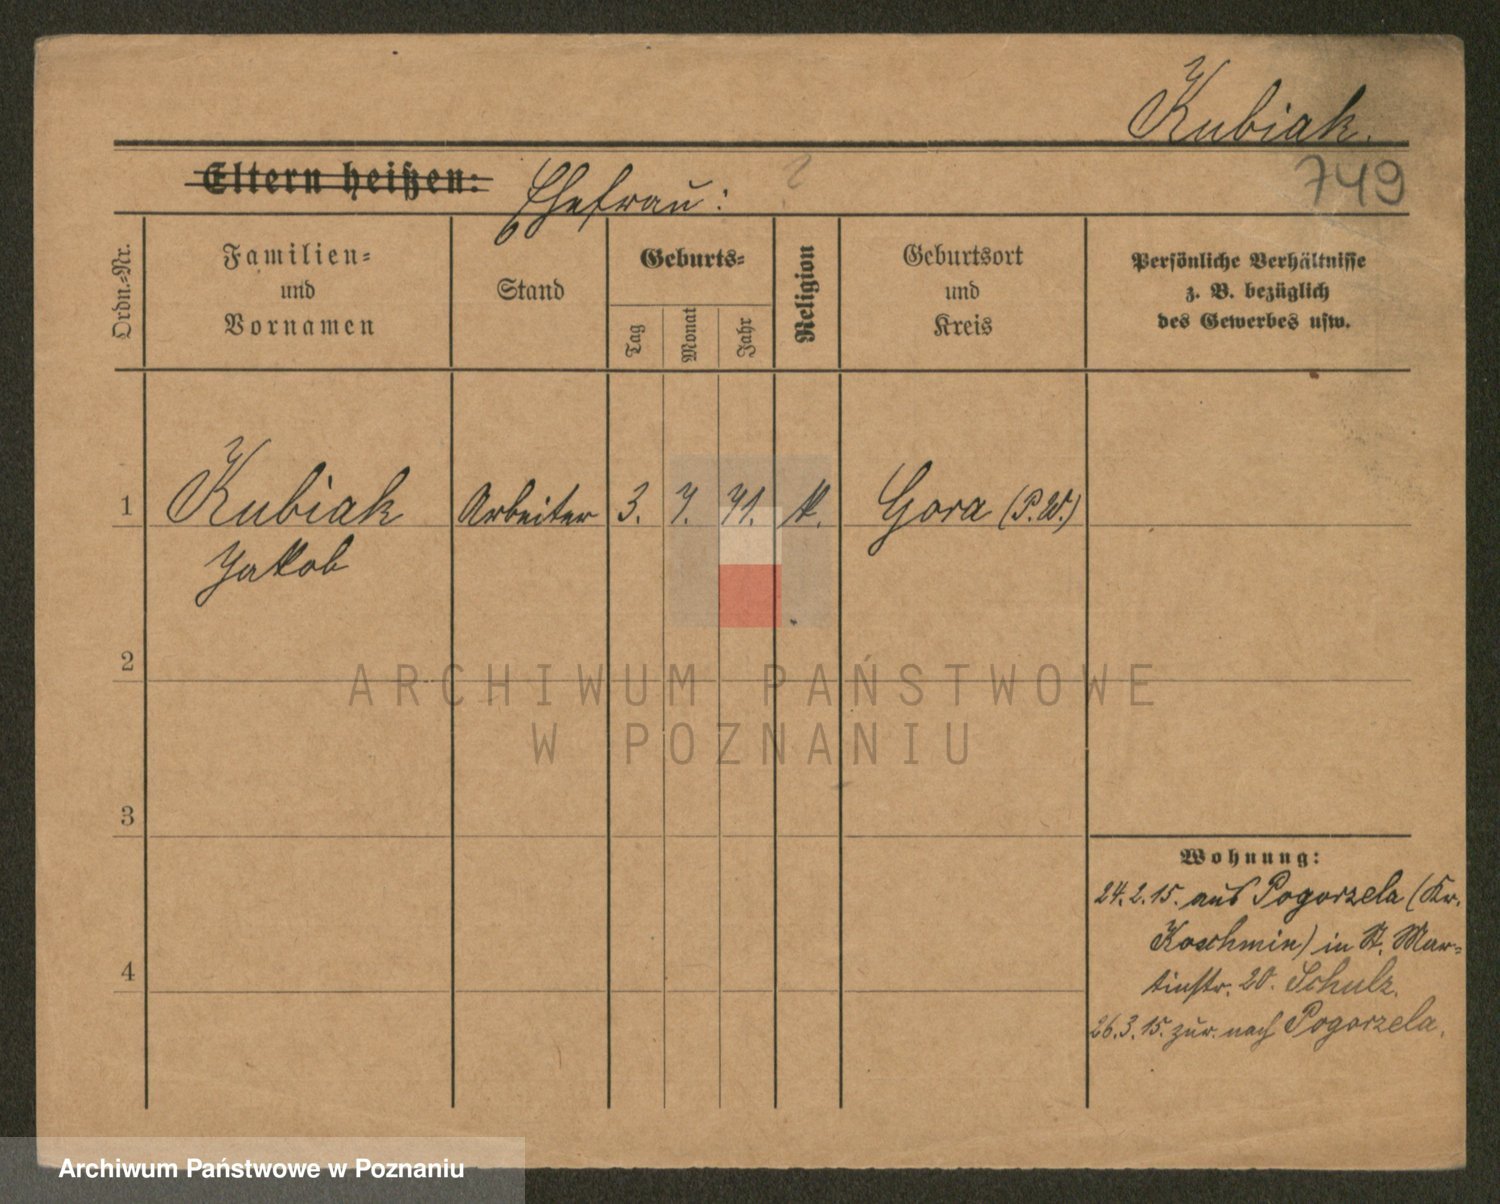 Kubiak.
749
Eltern heißen: Ehefrau: ?
Ordn.-Nr.
Familien-
und
Vornamen
Stand
Geburts-
Tag
Monat
Jahr
Religion
Geburtsort
und
Kreis
Persönliche Verhältnisse
z. B. bezüglich
des Gewerbes usw.
1 Kubiak Arbeiter 3. 7. 71. k. Gora (P.W.)
Jakob
2
ARCHIWUM PAŃSTWOWE
W POZNANIU
3
Wohnung:
24.2.15. aus Pogorzela (Kr.
Koschmin) in St. Mar-
4
tinstr. 20. Schulz.
26.3.15. zur. nach Pogorzela.
Archiwum Państwowe w Poznaniu